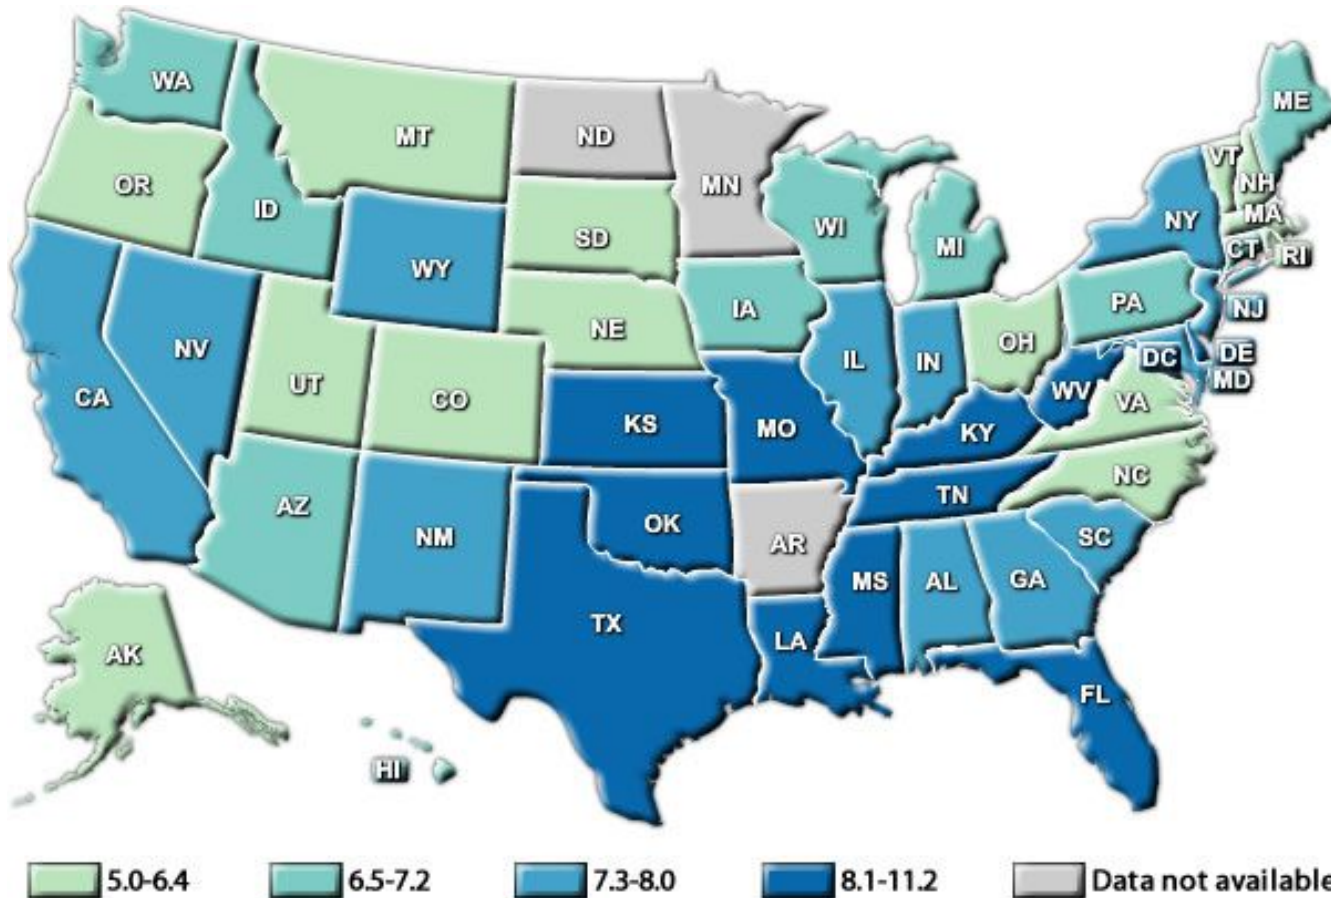 WA
ME
MT
ND
VT
OR
MN
NH
ID
MA
NY
WI
SD
MI
CT
RI
WY
PA
IA
NJ
NE
NV
OH
DE
DC
IL
IN
MD
UT
WV
CA
CO
VA
KS
MO
KY
NC
TN
AZ
OK
NM
SC
AR
MS
AL
GA
TX
LA
AK
FL
HI
5.0-6.4 6.5-7.2 7.3-8.0 8.1-11.2 Data not available